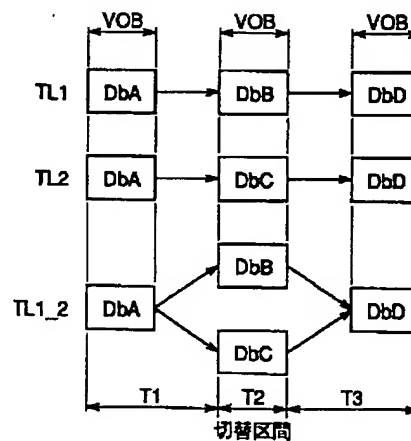 VOB VOB VOB
TL1 DbA DbB DbD
TL2 DbA DbC DbD
DbB
TL1_2 DbA DbD
DbC
T1 T2 T3
切替区間